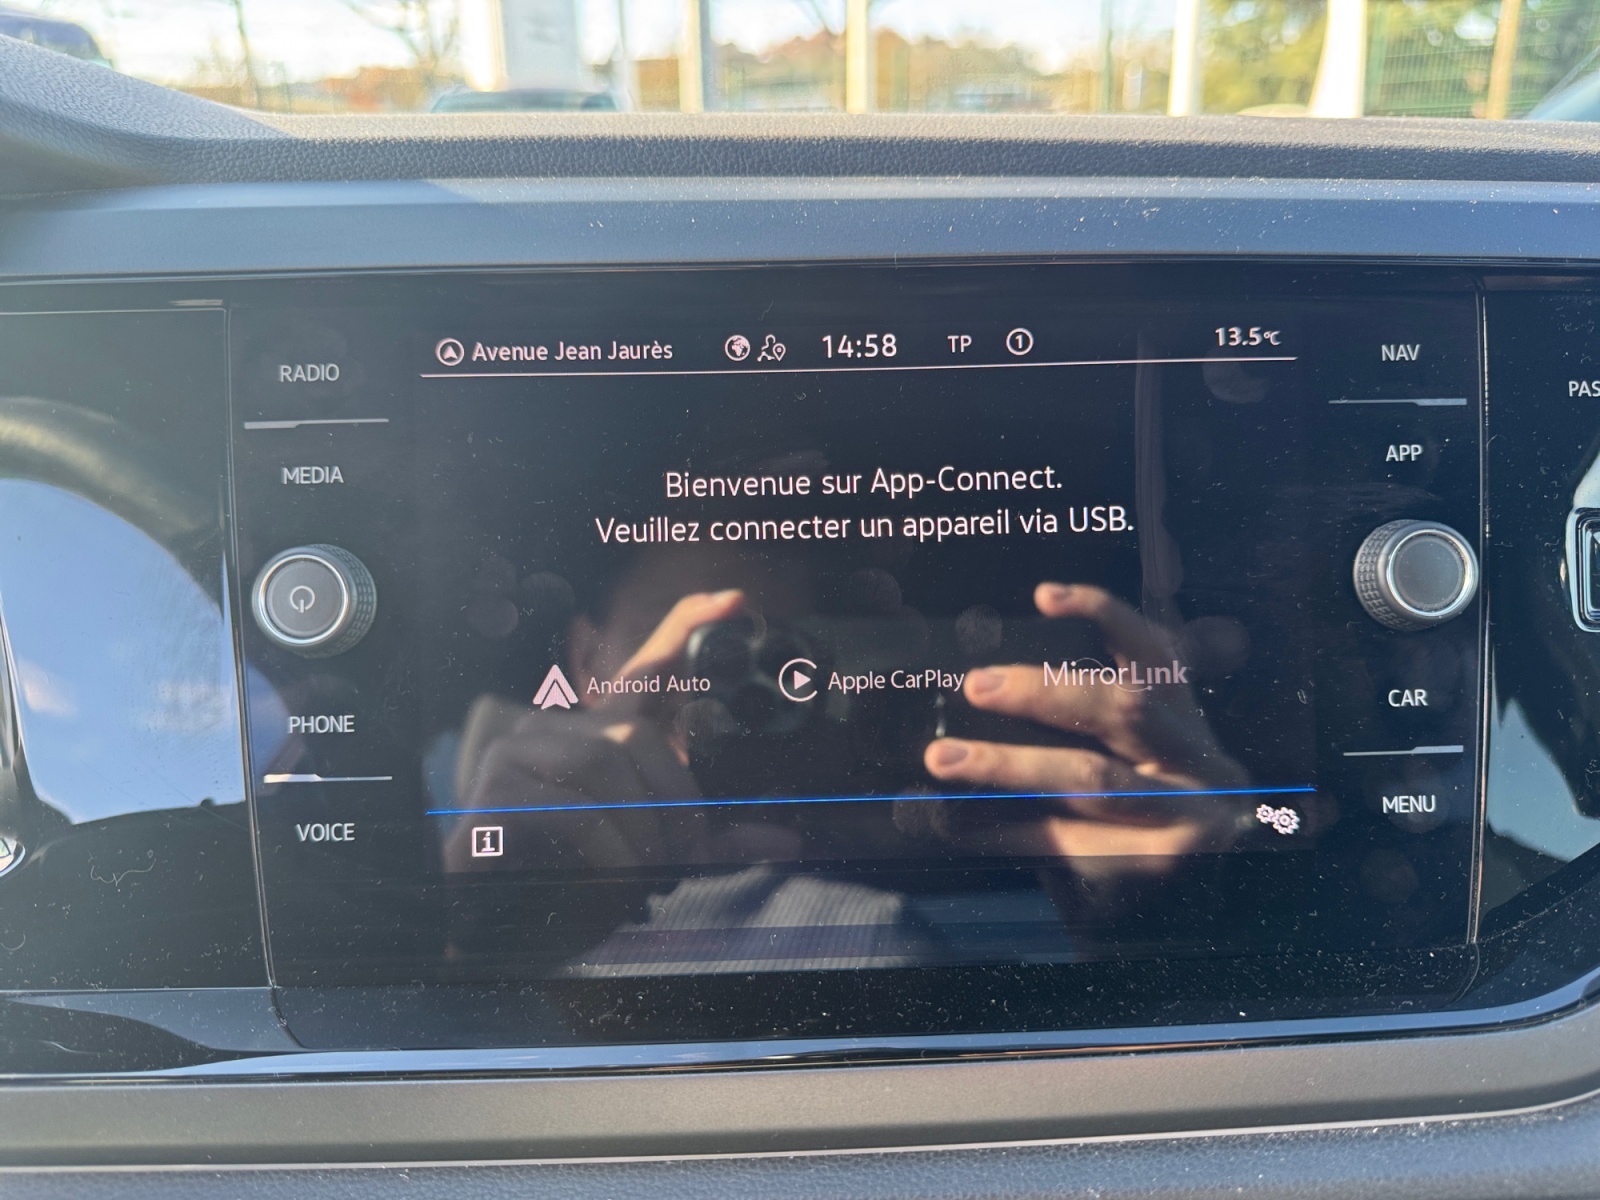 Avenue Jean Jaurès 14:58 TP 1 13.5°C
RADIO
MEDIA
PHONE
VOICE
Bienvenue sur App-Connect.
Veuillez connecter un appareil via USB.
Android Auto
Apple CarPlay
MirrorLink
i
NAV
APP
CAR
MENU